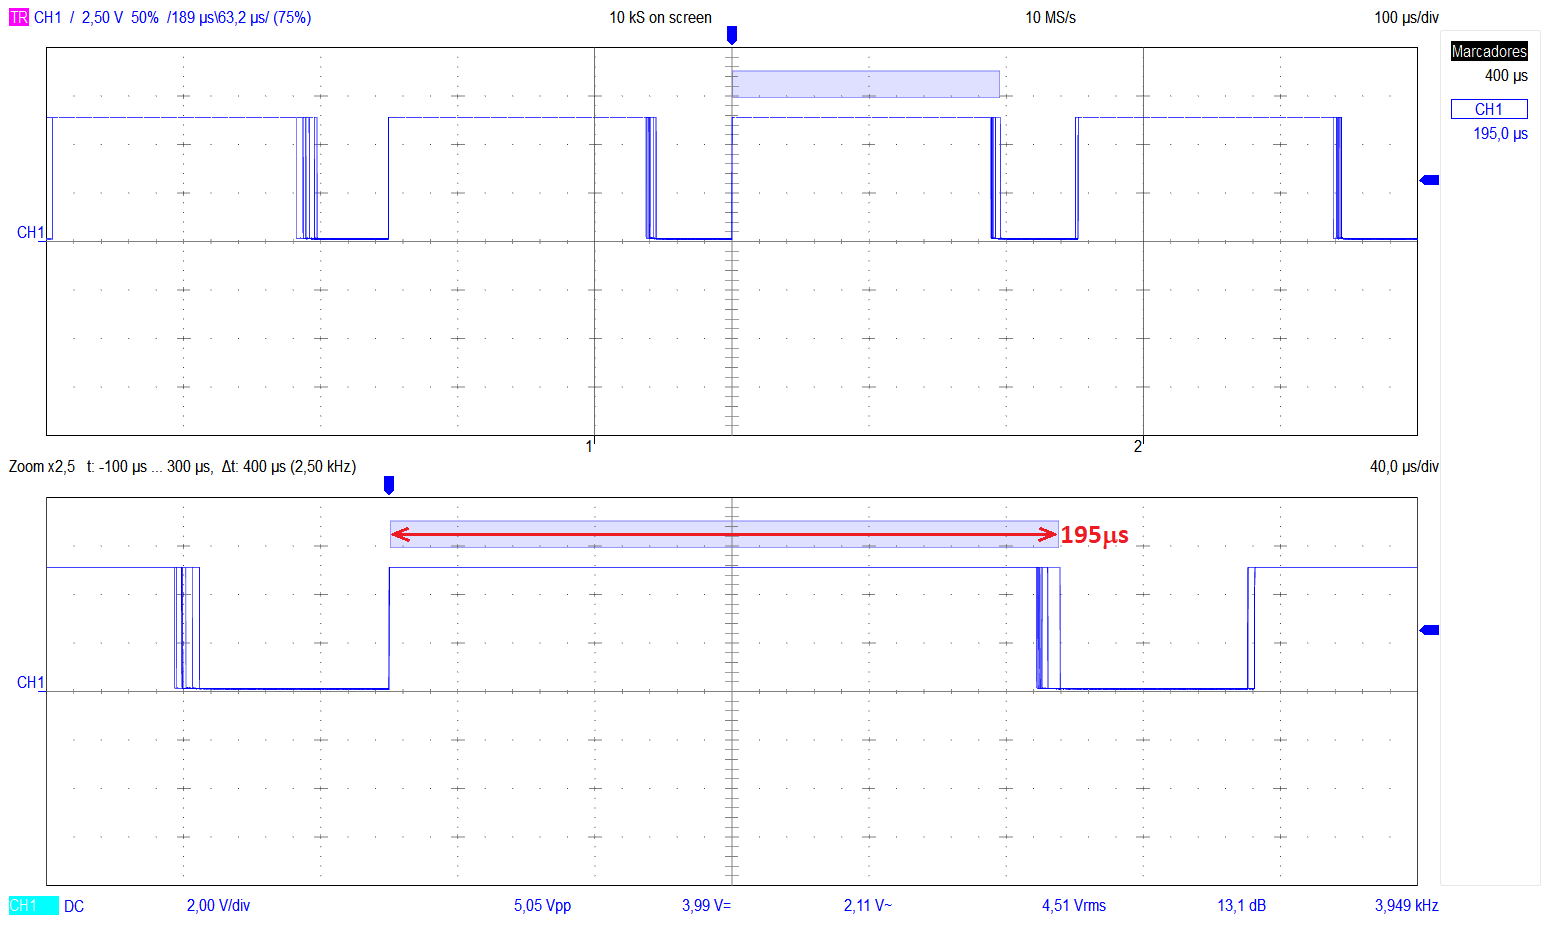 TR CH1 / 2,50 V 50% /189 µs\63,2 µs/ (75%) 10 kS on screen 10 MS/s 100 µs/div
Marcadores
400 µs
CH1
195,0 µs
CH1
1 2
Zoom x2,5 t: -100 µs ... 300 µs, Δt: 400 µs (2,50 kHz) 40,0 µs/div
195µs
CH1
CH1 DC 2,00 V/div 5,05 Vpp 3,99 V= 2,11 V~ 4,51 Vrms 13,1 dB 3,949 kHz